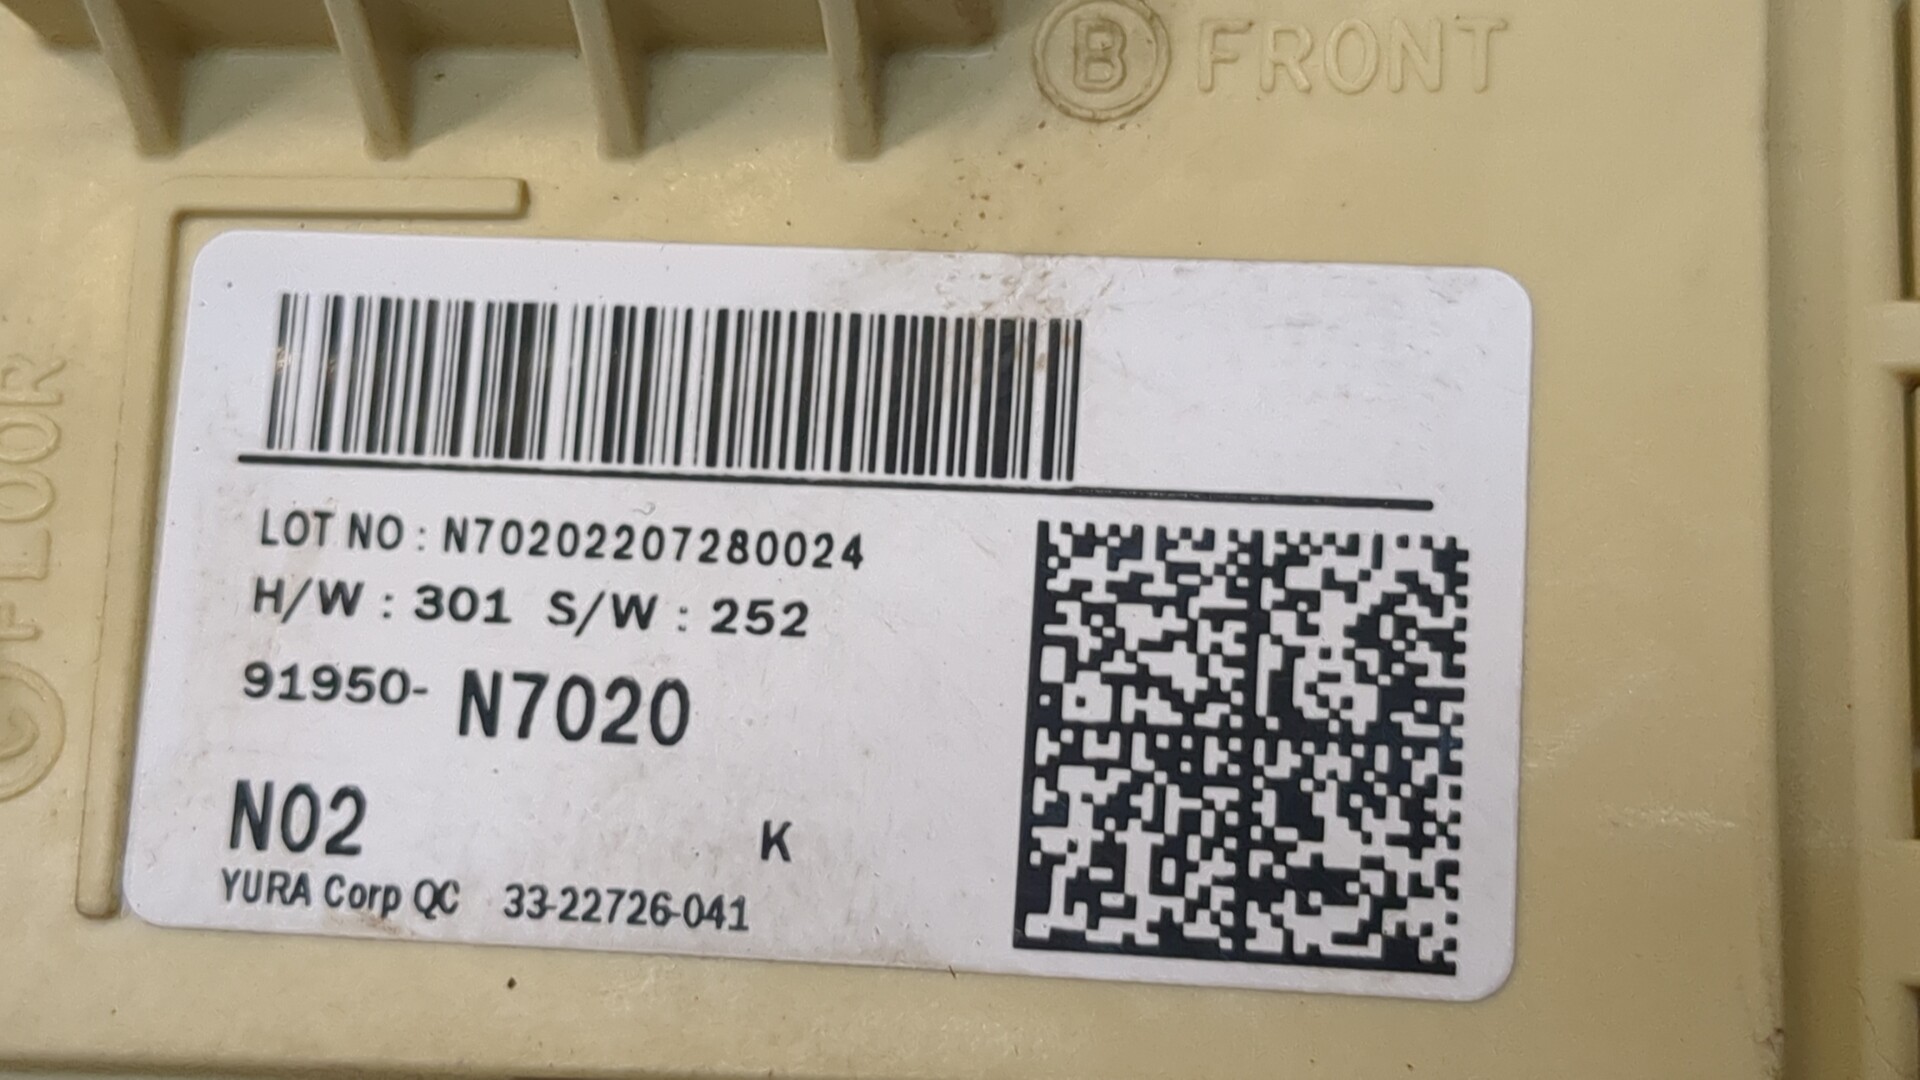 B FRONT
FLOOR
LOT NO : N70202207280024
H/W : 301 S/W : 252
91950- N7020
N02 K
YURA Corp QC 33-22726-041